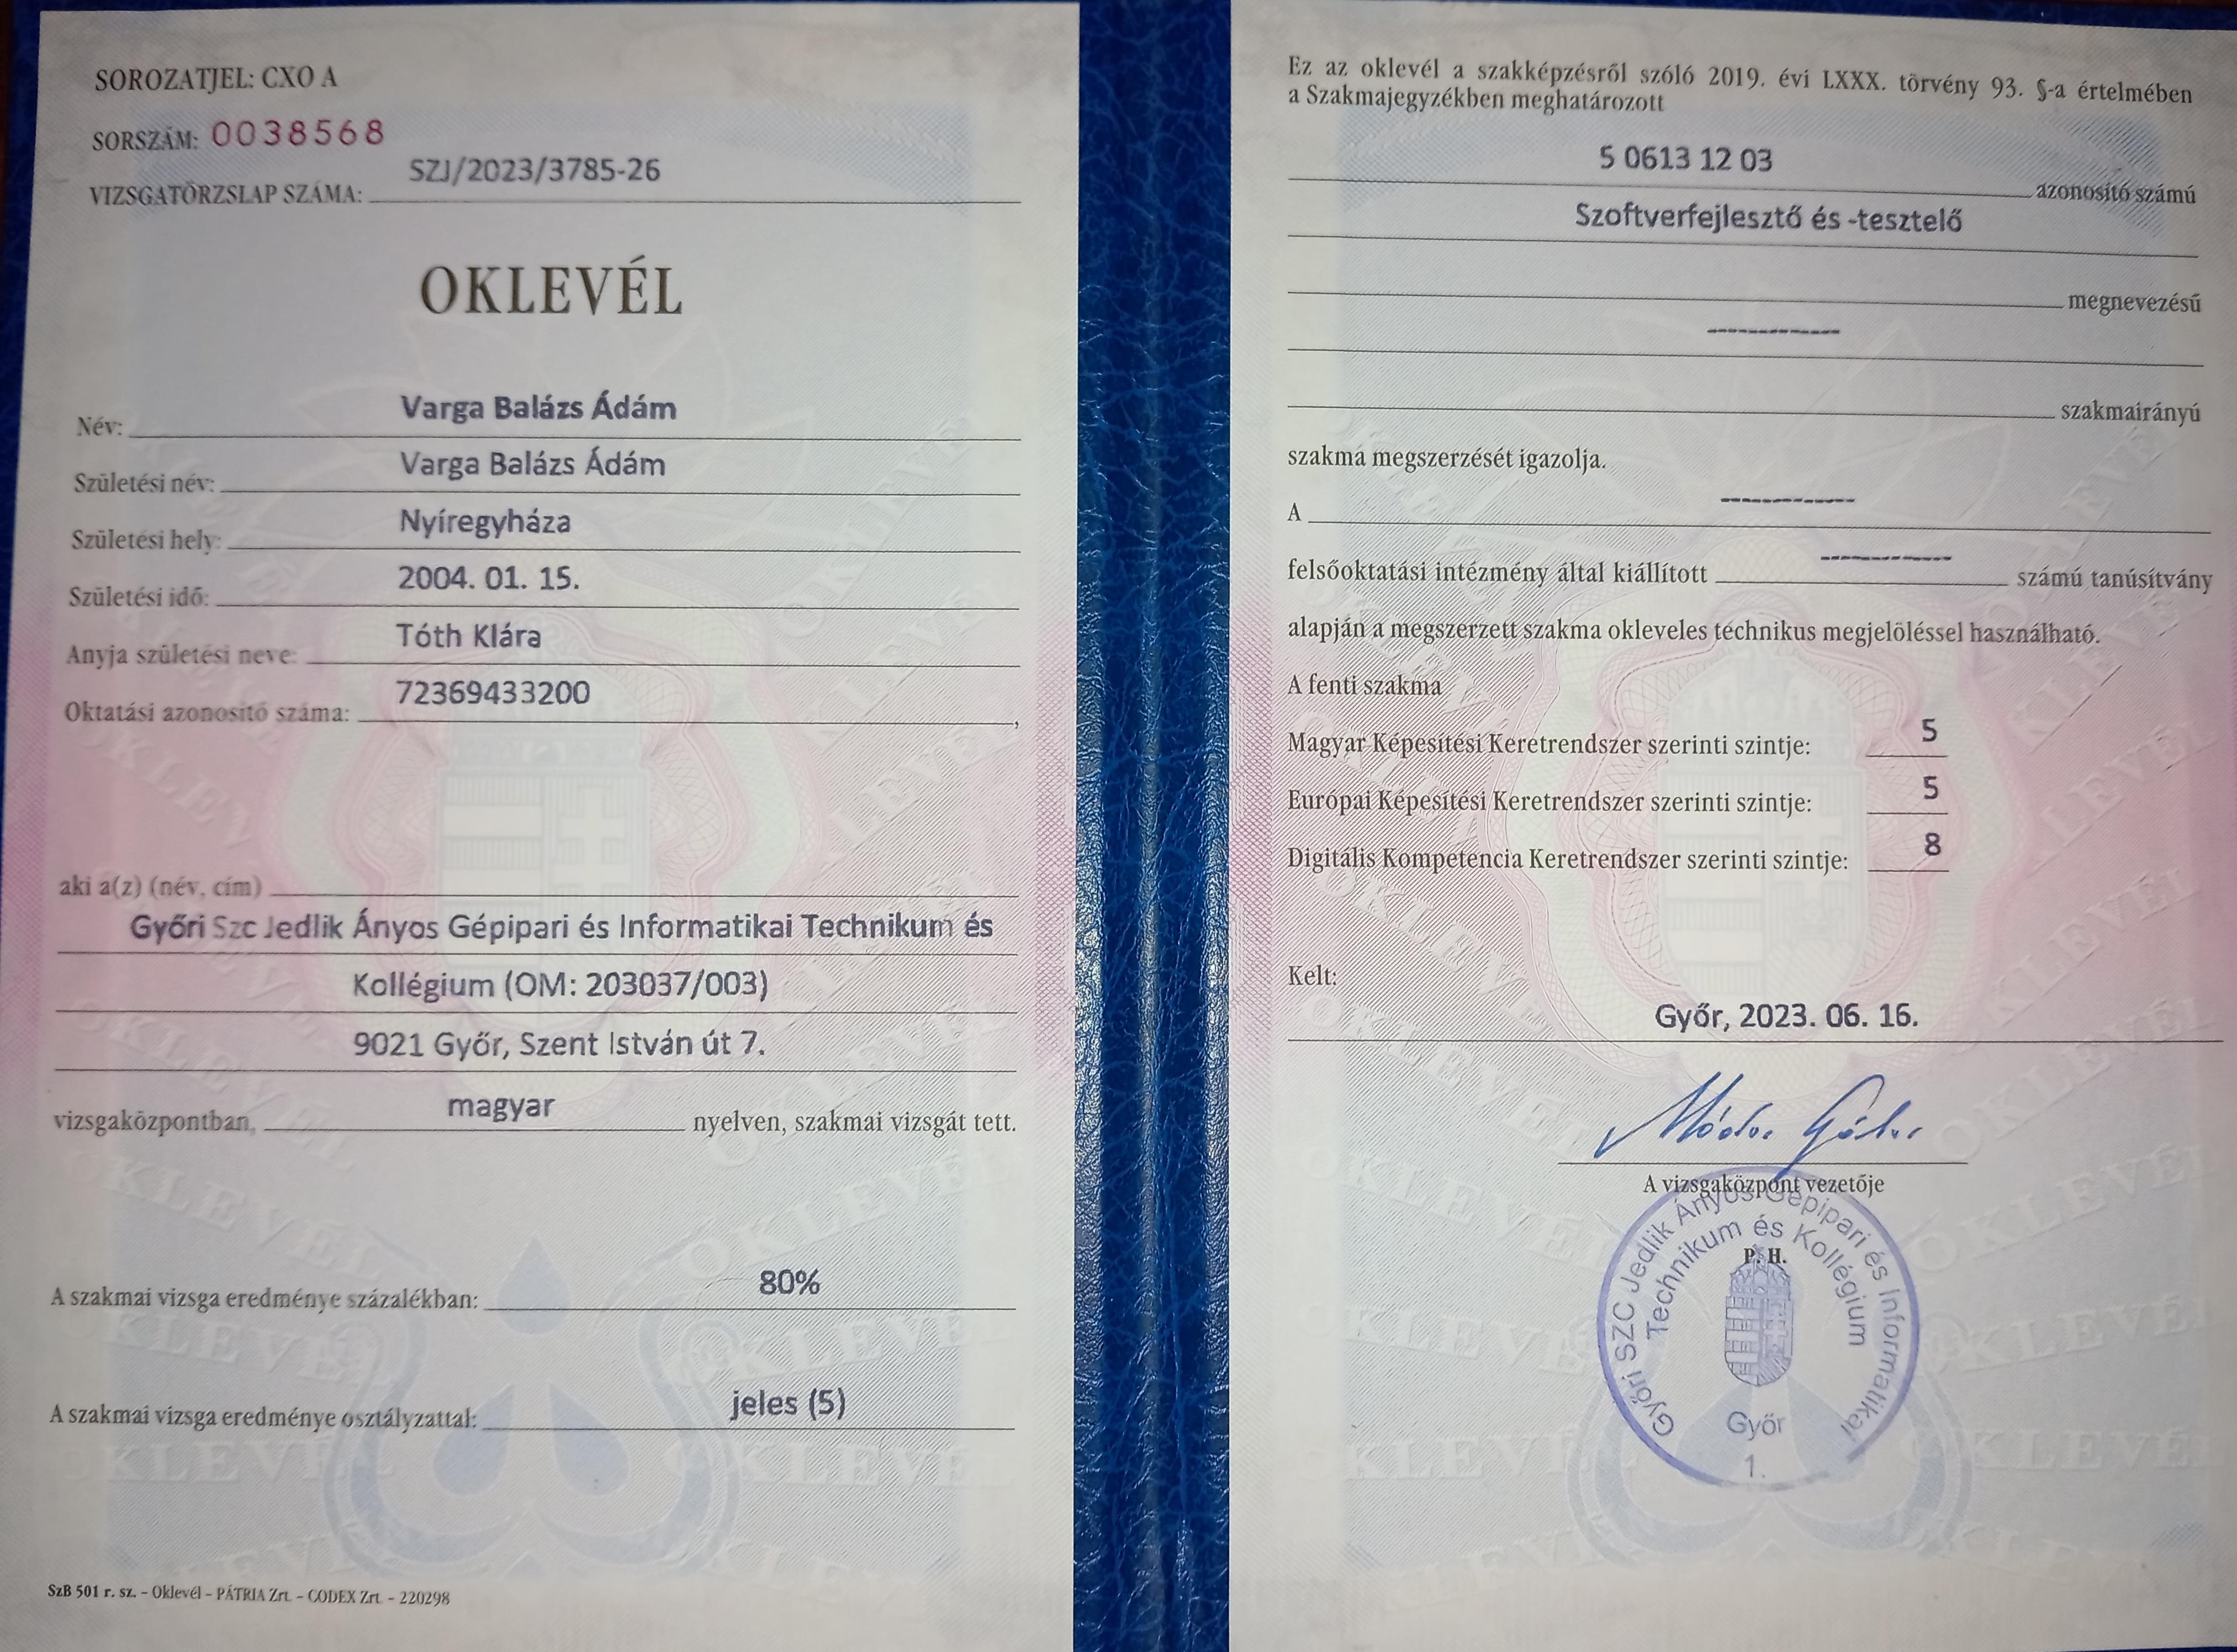 SOROZATJEL: CXO A
SORSZÁM: 0038568
VIZSGATÖRZSLAP SZÁMA: SZJ/2023/3785-26
OKLEVÉL
Név: Varga Balázs Ádám
Születési név: Varga Balázs Ádám
Születési hely: Nyíregyháza
Születési idő: 2004. 01. 15.
Anyja születési neve: Tóth Klára
Oktatási azonosító száma: 72369433200,
aki a(z) (név, cím)
Győri Szc Jedlik Ányos Gépipari és Informatikai Technikum és
Kollégium (OM: 203037/003)
9021 Győr, Szent István út 7.
vizsgaközpontban, magyar nyelven, szakmai vizsgát tett.
A szakmai vizsga eredménye százalékban: 80%
A szakmai vizsga eredménye osztályzattal: jeles (5)
SzB 501 r. sz. – Oklevél – PÁTRIA Zrt. – CODEX Zrt. – 220298
Ez az oklevél a szakképzésről szóló 2019. évi LXXX. törvény 93. §-a értelmében
a Szakmajegyzékben meghatározott
5 0613 12 03 azonosító számú
Szoftverfejlesztő és -tesztelő
megnevezésű
-------------
szakmairányú
szakma megszerzését igazolja.
A -------------
felsőoktatási intézmény által kiállított ------------- számú tanúsítvány
alapján a megszerzett szakma okleveles technikus megjelöléssel használható.
A fenti szakma
Magyar Képesítési Keretrendszer szerinti szintje: 5
Európai Képesítési Keretrendszer szerinti szintje: 5
Digitális Kompetencia Keretrendszer szerinti szintje: 8
Kelt:
Győr, 2023. 06. 16.
Módos Gábor
A vizsgaközpont vezetője
P. H.
Győri SZC Jedlik Ányos Gépipari és Informatikai
Technikum és Kollégium
Győr
1.